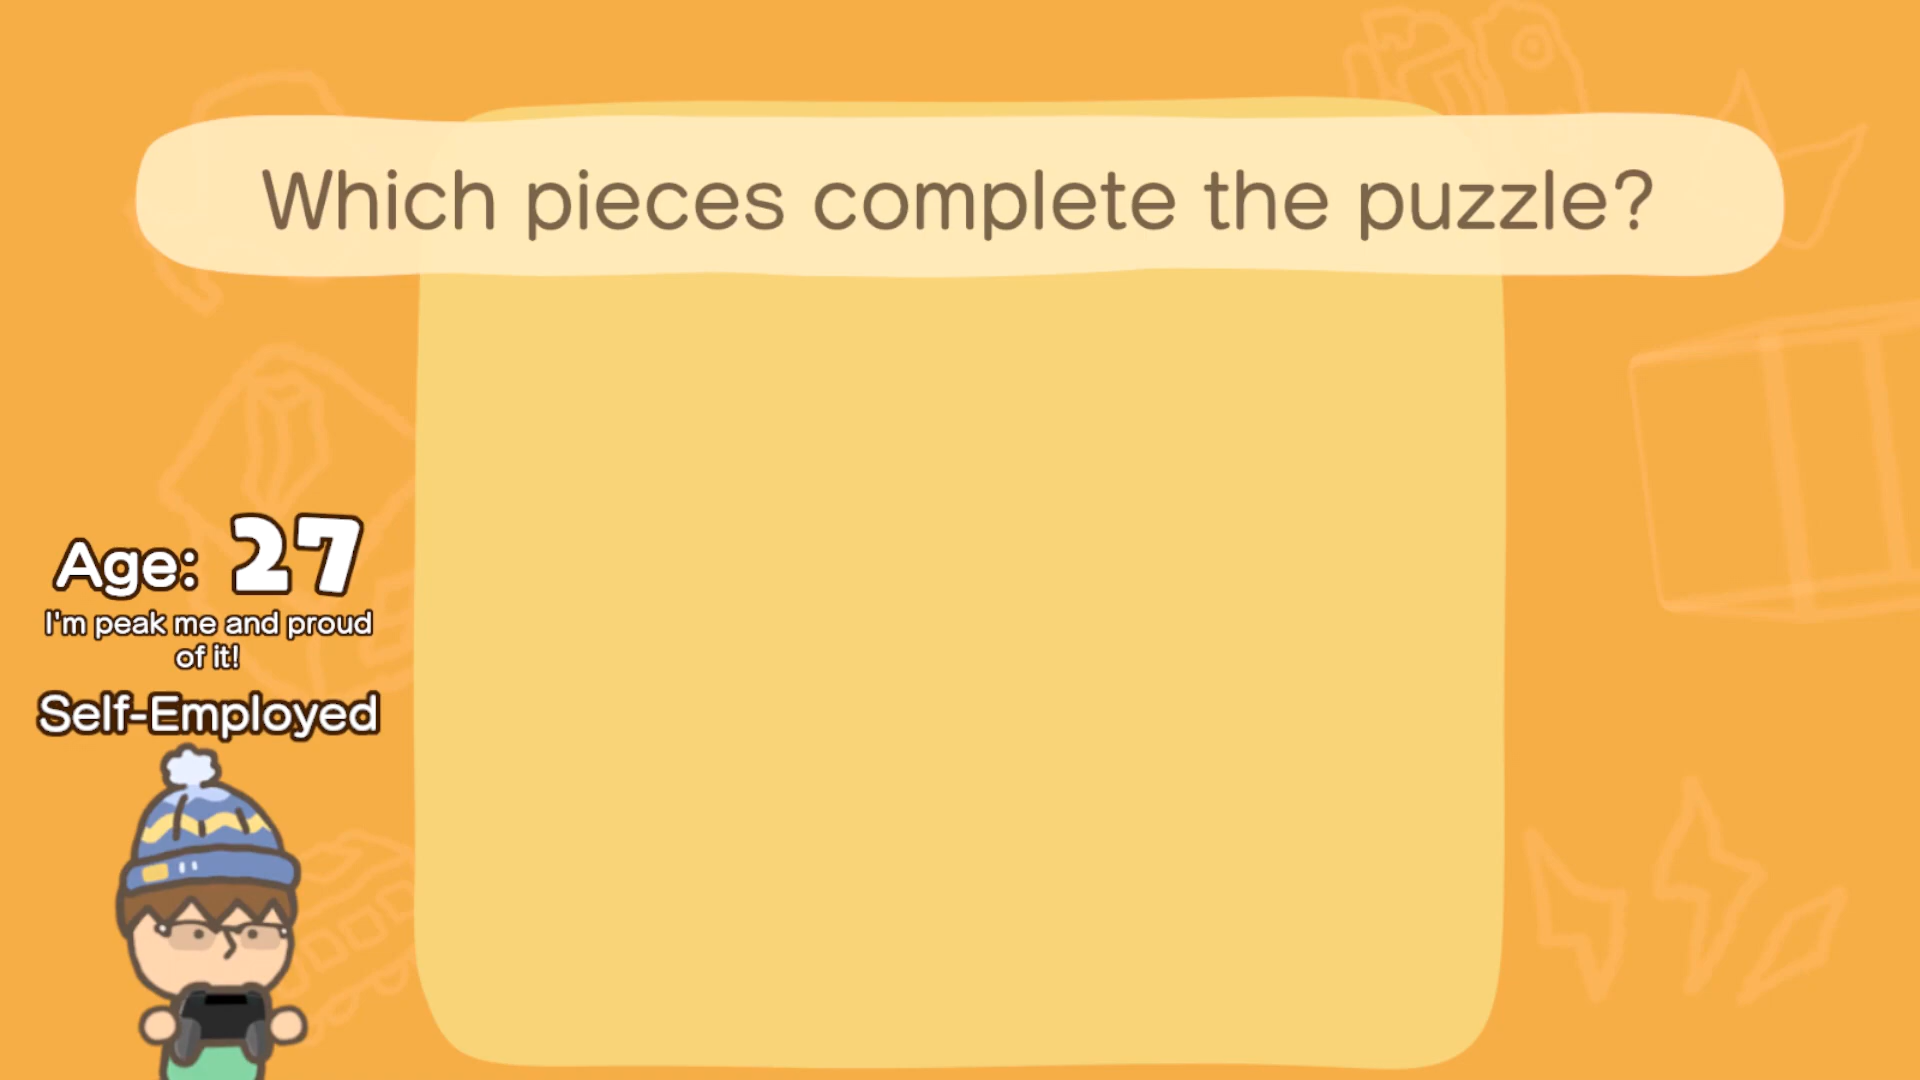 Which pieces complete the puzzle?
Age: 27
I'm peak me and proud
of it!
Self-Employed